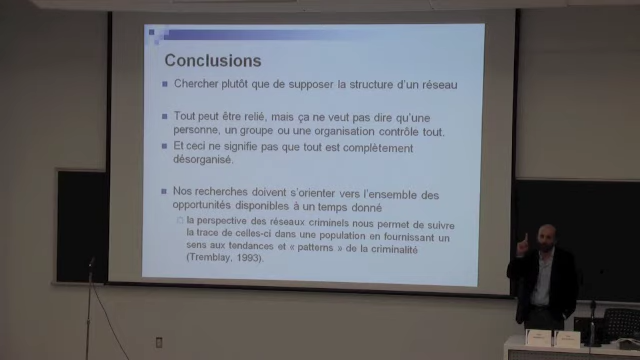 Conclusions
Chercher plutôt que de supposer la structure d'un réseau
Tout peut être relié, mais ça ne veut pas dire qu'une
personne, un groupe ou une organisation contrôle tout.
Et ceci ne signifie pas que tout est complètement
désorganisé.
Nos recherches doivent s'orienter vers l'ensemble des
opportunités disponibles à un temps donné
la perspective des réseaux criminels nous permet de suivre
la trace de celles-ci dans une population en fournissant un
sens aux tendances et « patterns » de la criminalité
(Tremblay, 1993).